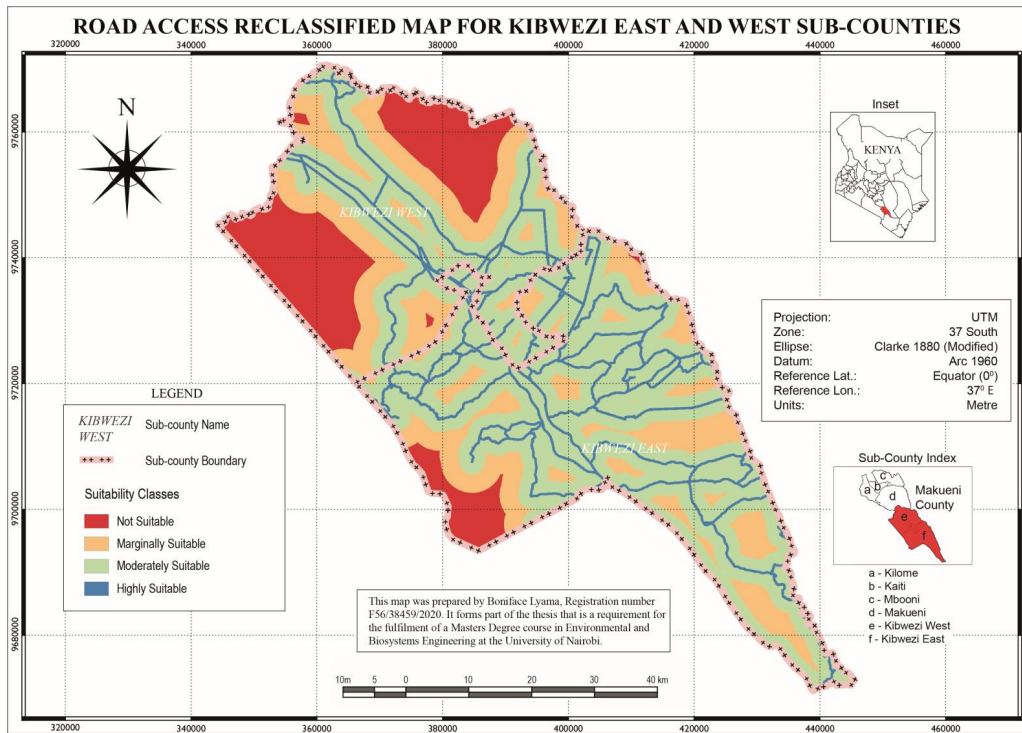 ROAD ACCESS RECLASSIFIED MAP FOR KIBWEZI EAST AND WEST SUB-COUNTIES
320000 340000 360000 380000 400000 420000 440000 460000
9760000
9740000
9720000
9700000
9680000
N
Inset
KENYA
KIBWEZI WEST
KIBWEZI EAST
Projection: UTM
Zone: 37 South
Ellipse: Clarke 1880 (Modified)
Datum: Arc 1960
Reference Lat.: Equator (0⁰)
Reference Lon.: 37⁰ E
Units: Metre
LEGEND
KIBWEZI
WEST
Sub-county Name
Sub-county Boundary
Suitability Classes
Not Suitable
Marginally Suitable
Moderately Suitable
Highly Suitable
Sub-County Index
Makueni
County
a
b
c
d
e
f
a - Kilome
b - Kaiti
c - Mbooni
d - Makueni
e - Kibwezi West
f - Kibwezi East
This map was prepared by Boniface Lyama, Registration number
F56/38459/2020. It forms part of the thesis that is a requirement for
the fulfilment of a Masters Degree course in Environmental and
Biosystems Engineering at the University of Nairobi.
10m 5 0 10 20 30 40 km
320000 340000 360000 380000 400000 420000 440000 460000